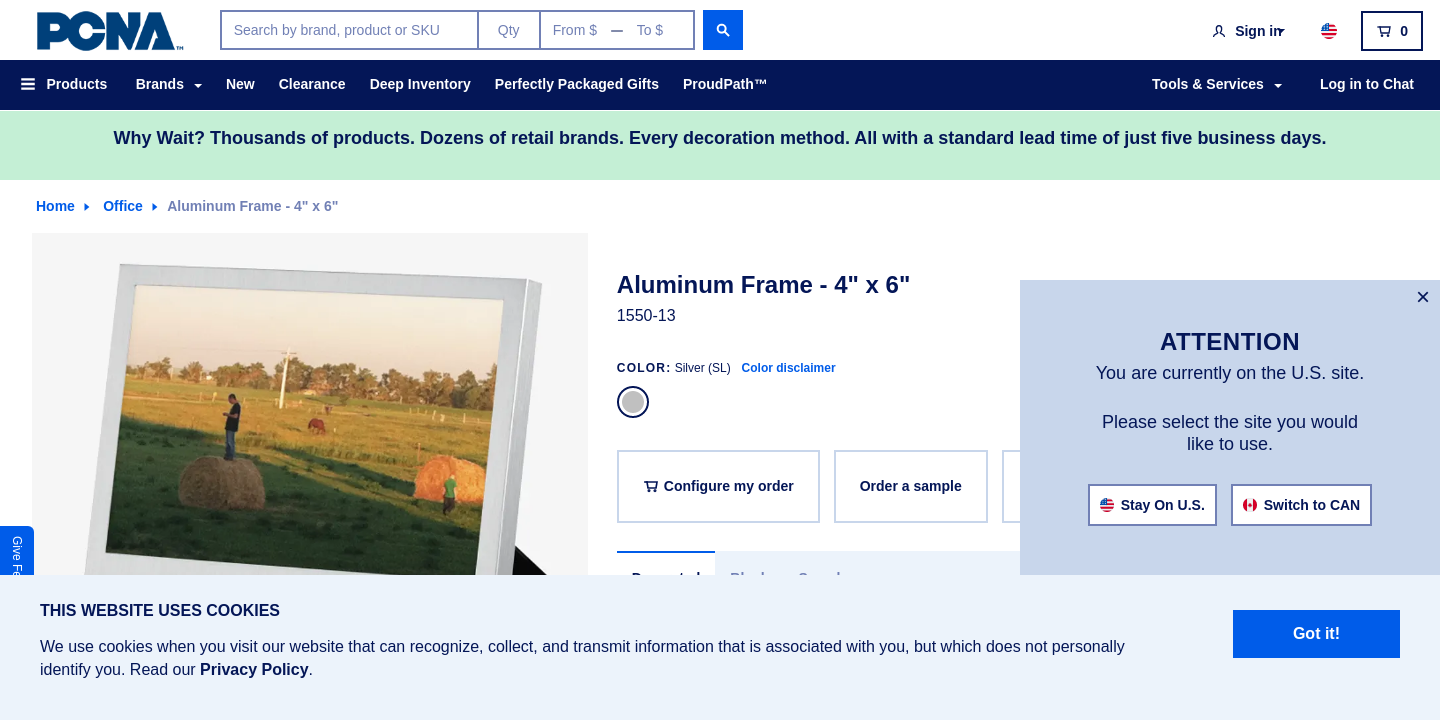 PCNA™
Search by brand, product or SKU
Qty
From $ — To $
Sign in
0
Products
Brands
New
Clearance
Deep Inventory
Perfectly Packaged Gifts
ProudPath™
Tools & Services
Log in to Chat
Why Wait? Thousands of products. Dozens of retail brands. Every decoration method. All with a standard lead time of just five business days.
Home
Office
Aluminum Frame - 4" x 6"
Aluminum Frame - 4" x 6"
1550-13
COLOR: Silver (SL) Color disclaimer
Configure my order
Order a sample
×
ATTENTION
You are currently on the U.S. site.
Please select the site you would
like to use.
Stay On U.S.
Switch to CAN
Give
THIS WEBSITE USES COOKIES
We use cookies when you visit our website that can recognize, collect, and transmit information that is associated with you, but which does not personally
identify you. Read our Privacy Policy.
Got it!